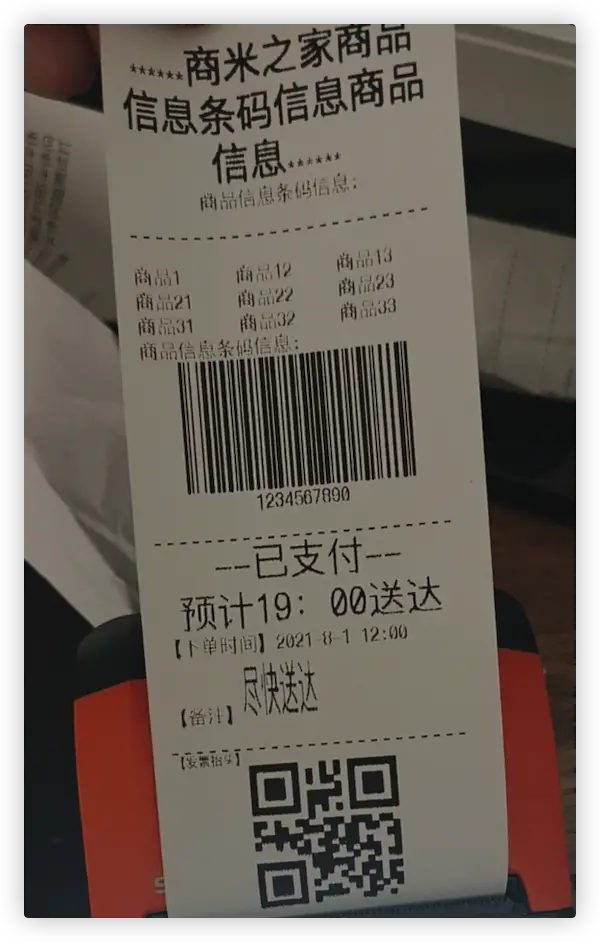 ******商米之家商品
信息条码信息商品
信息******
商品信息条码信息:
商品1 商品12 商品13
商品21 商品22 商品23
商品31 商品32 商品33
商品信息条码信息:
1234567890
--已支付--
预计19: 00送达
【下单时间】2021-8-1 12:00
【备注】尽快送达
【发票抬头】